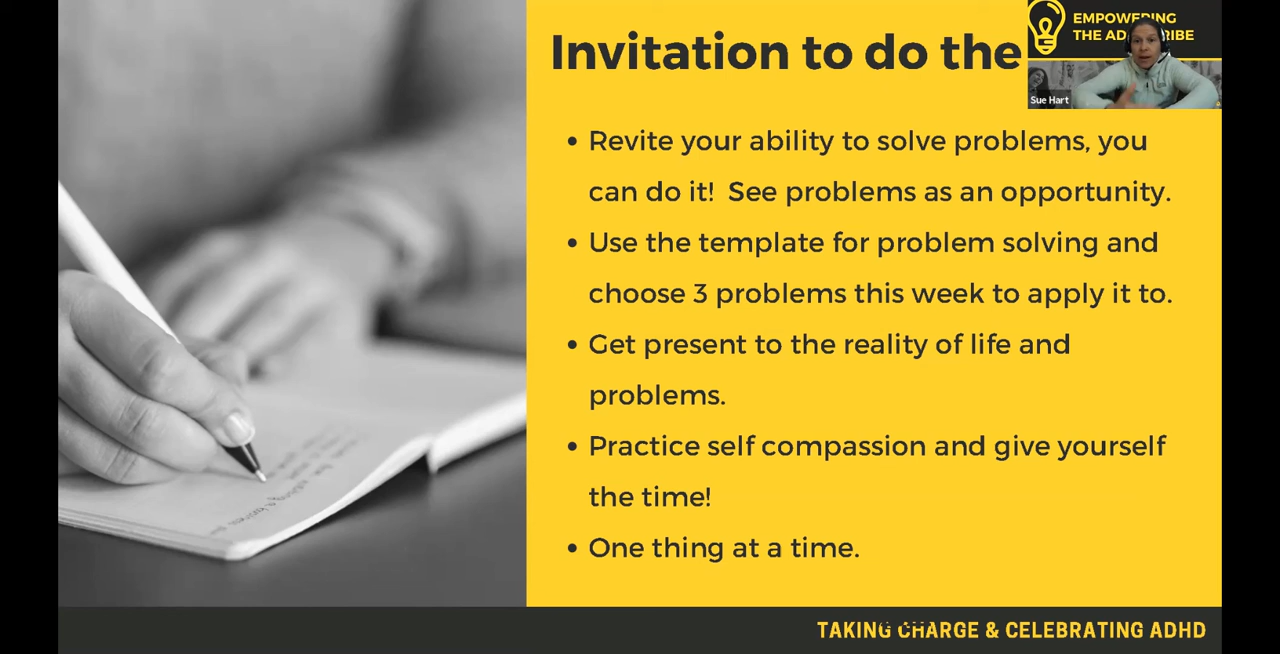 Invitation to do the
EMPOWERING
THE AD RIBE
Sue Hart
• Revite your ability to solve problems, you
can do it!  See problems as an opportunity.
• Use the template for problem solving and
choose 3 problems this week to apply it to.
• Get present to the reality of life and
problems.
• Practice self compassion and give yourself
the time!
• One thing at a time.
TAKING CHARGE & CELEBRATING ADHD